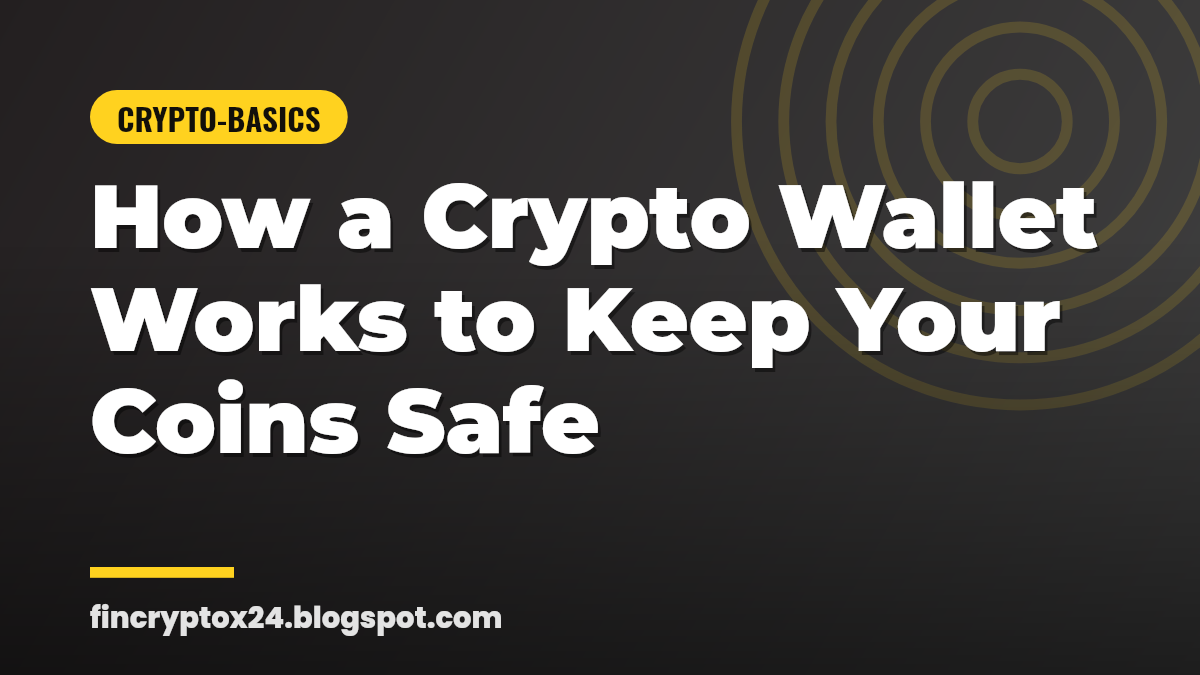 CRYPTO-BASICS
How a Crypto Wallet
Works to Keep Your
Coins Safe
fincryptox24.blogspot.com